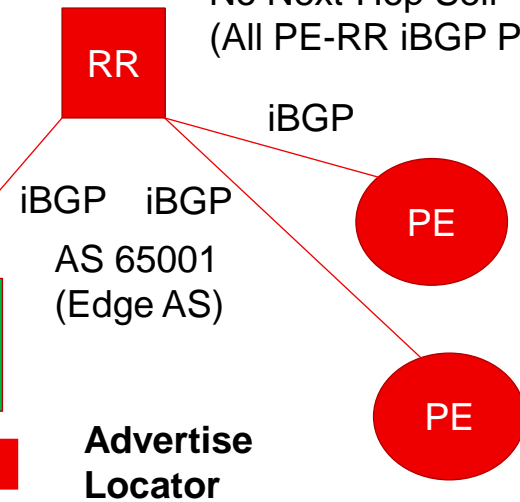 (All PE-RR iBGP P
RR
iBGP
iBGP iBGP
PE
AS 65001
(Edge AS)
PE
Advertise
Locator